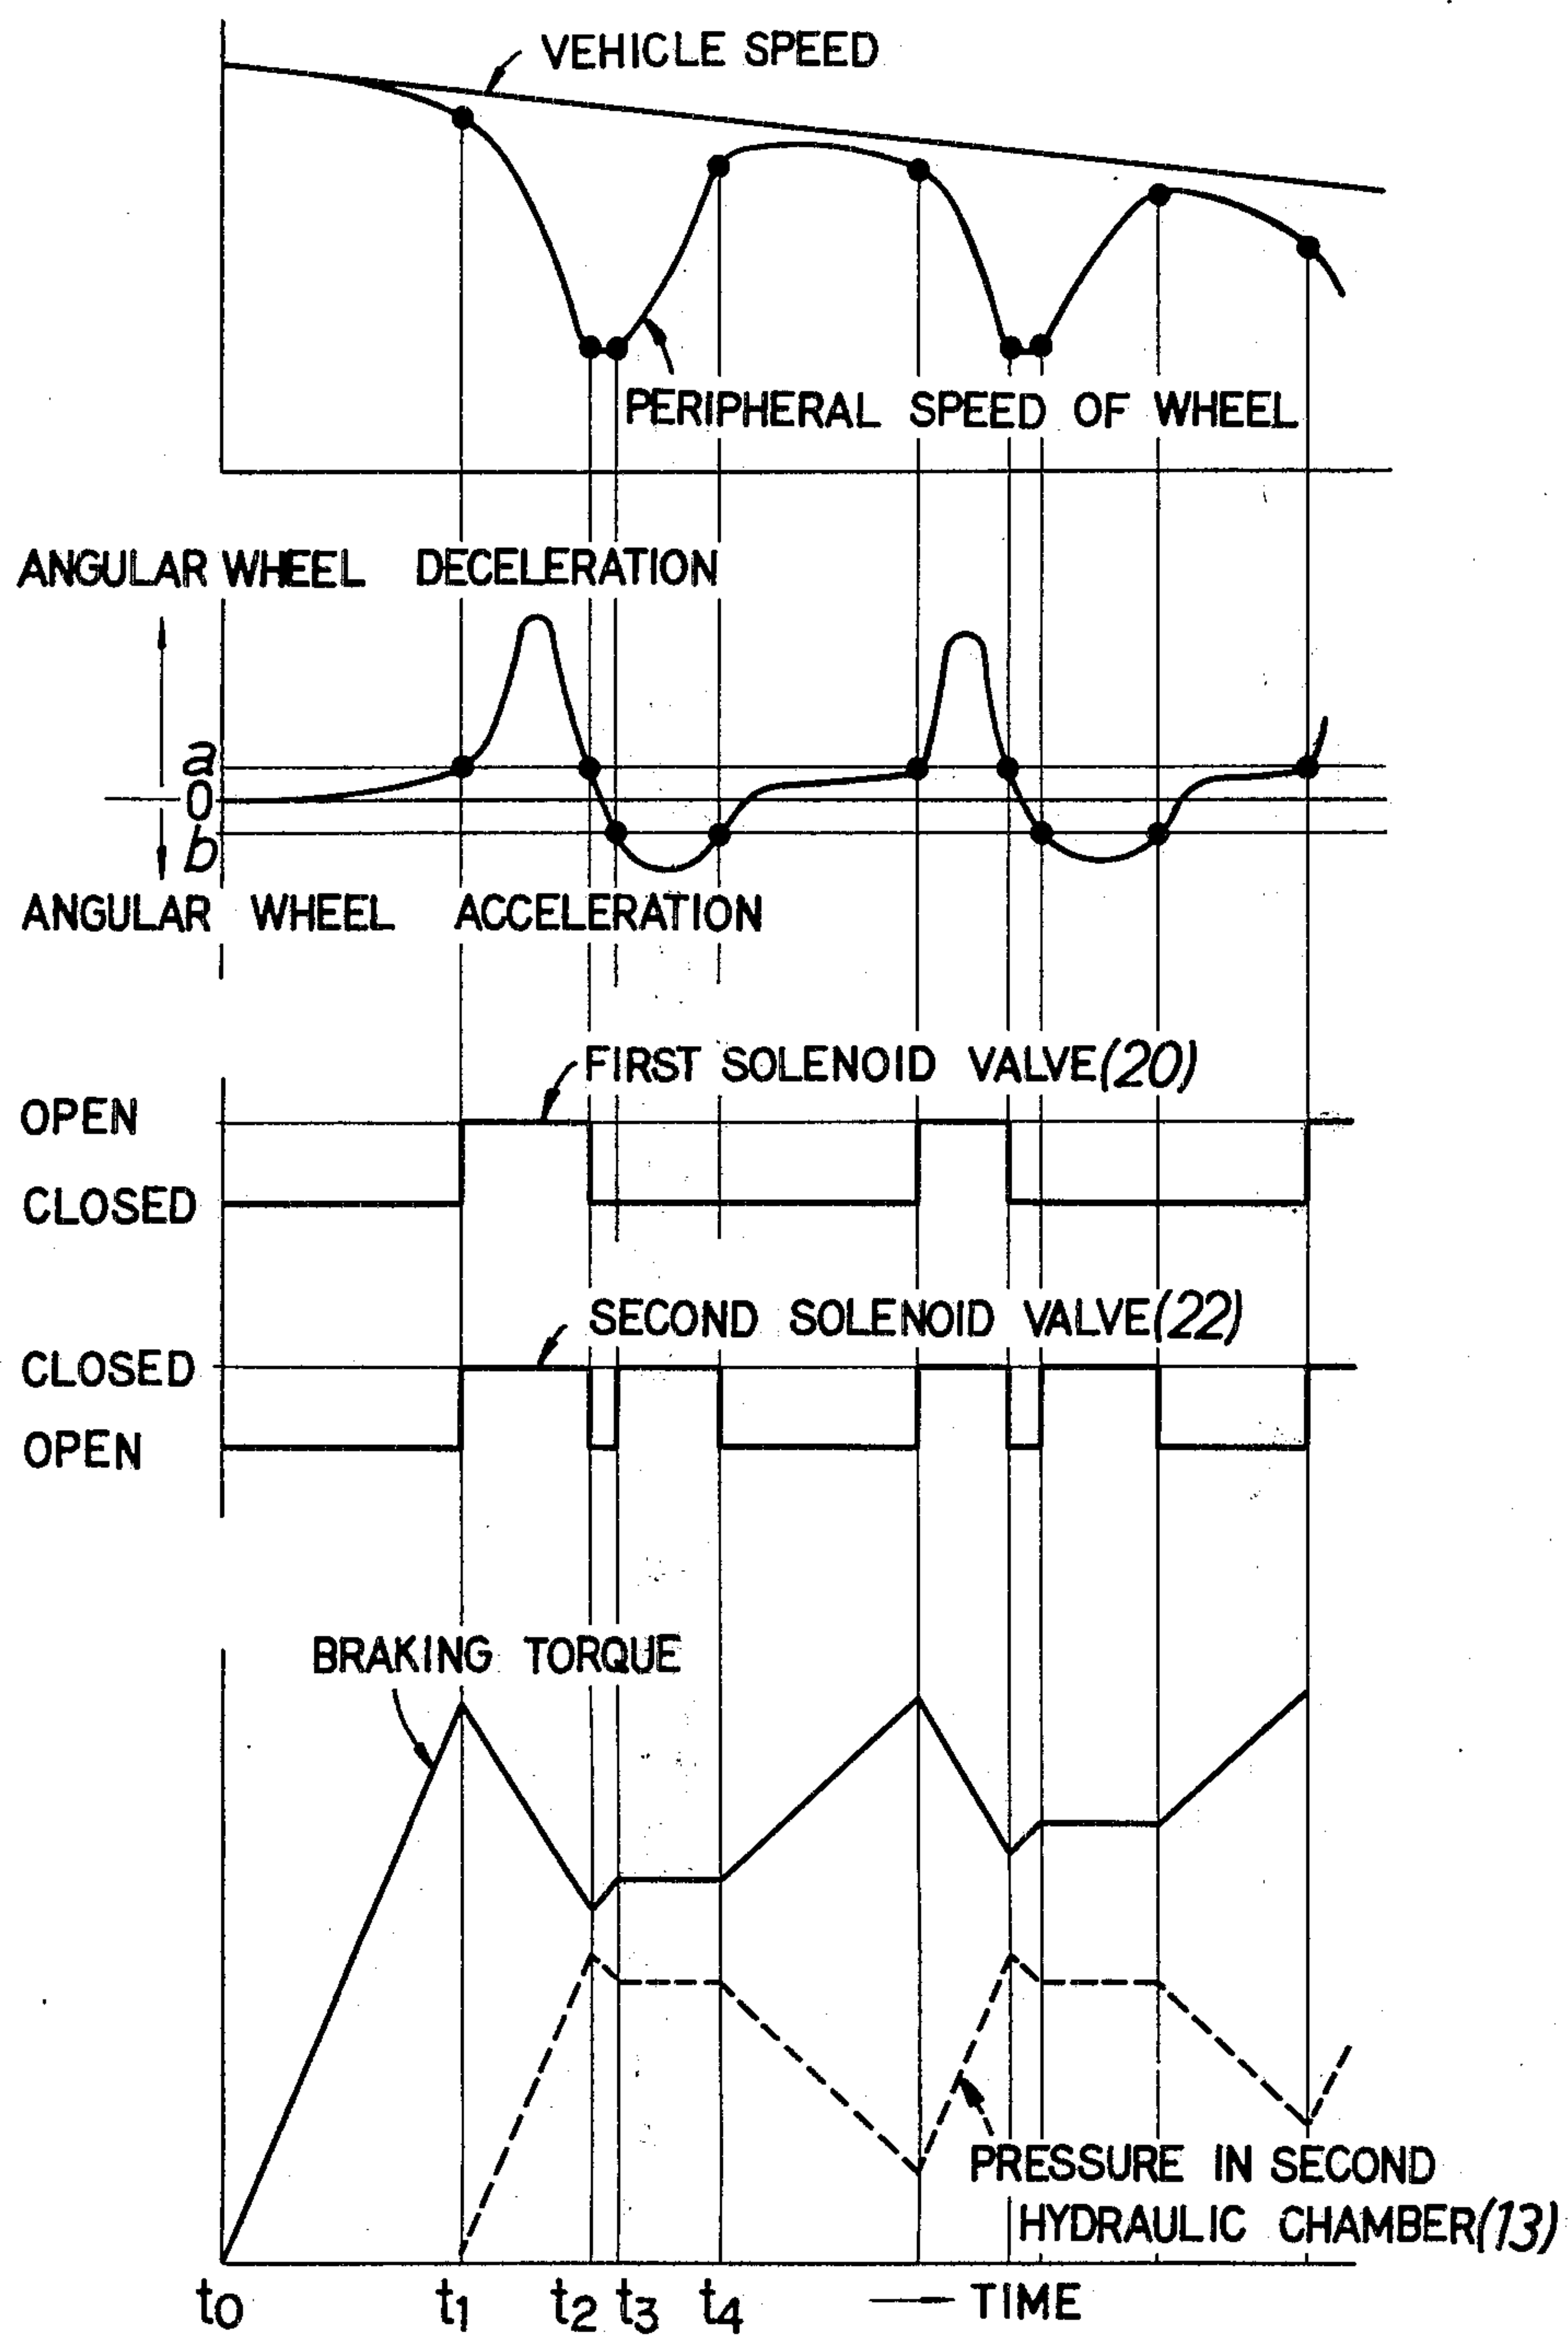 VEHICLE SPEED
PERIPHERAL SPEED OF WHEEL
ANGULAR WHEEL DECELERATION
a
0
b
ANGULAR WHEEL ACCELERATION
FIRST SOLENOID VALVE(20)
OPEN
CLOSED
SECOND SOLENOID VALVE(22)
CLOSED
OPEN
BRAKING TORQUE
PRESSURE IN SECOND
HYDRAULIC CHAMBER(13)
t0 t1 t2 t3 t4 TIME